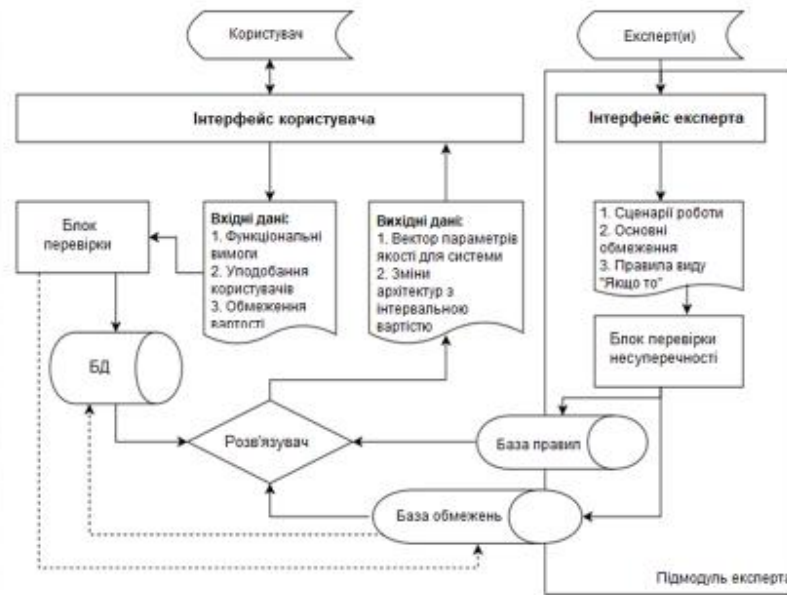 Користувач
Експерт(и)
Інтерфейс користувача
Інтерфейс експерта
Блок
перевірки
Вхідні дані:
1. Функціональні
вимоги
2. Уподобання
користувачів
3. Обмеження
вартості
Вихідні дані:
1. Вектор параметрів
якості для системи
2. Зміни
архітектур з
інтервальною
вартістю
1. Сценарії роботи
2. Основні
обмеження
3. Правила виду
"Якщо то"
Блок перевірки
несуперечності
БД
Розв'язувач
База правил
База обмежень
Підмодуль експерта